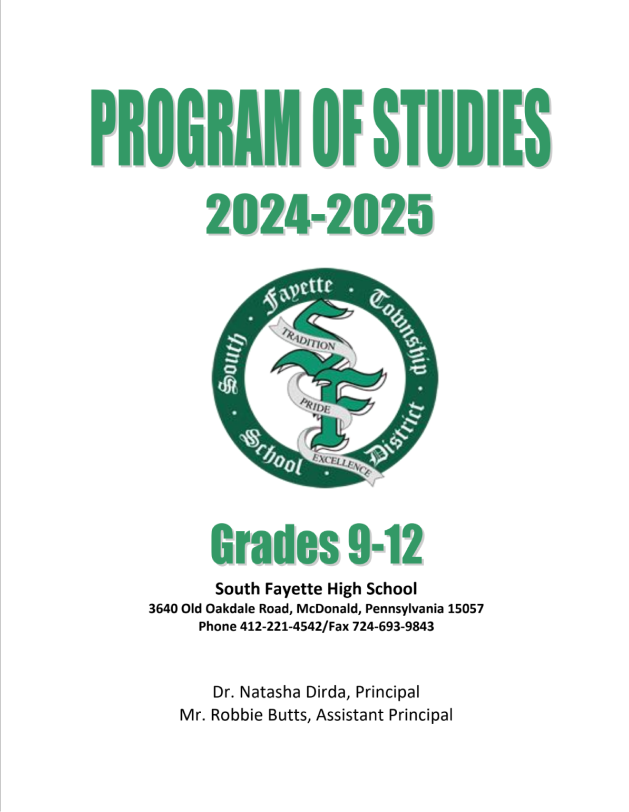 PROGRAM OF STUDIES
2024-2025
South Fayette Township School District
TRADITION
PRIDE
EXCELLENCE
Grades 9-12
South Fayette High School
3640 Old Oakdale Road, McDonald, Pennsylvania 15057
Phone 412-221-4542/Fax 724-693-9843
Dr. Natasha Dirda, Principal
Mr. Robbie Butts, Assistant Principal